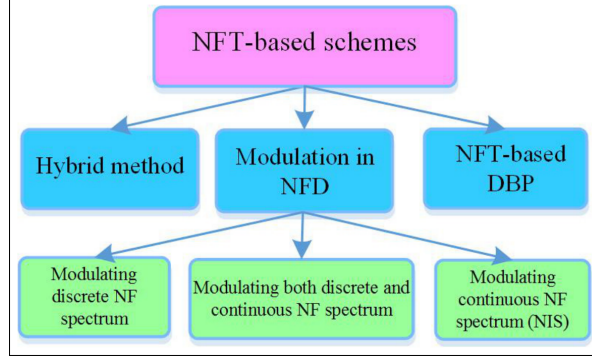 NFT-based schemes
Hybrid method
Modulation in
NFD
NFT-based
DBP
Modulating
discrete NF
spectrum
Modulating both discrete and
continuous NF spectrum
Modulating
continuous NF
spectrum (NIS)